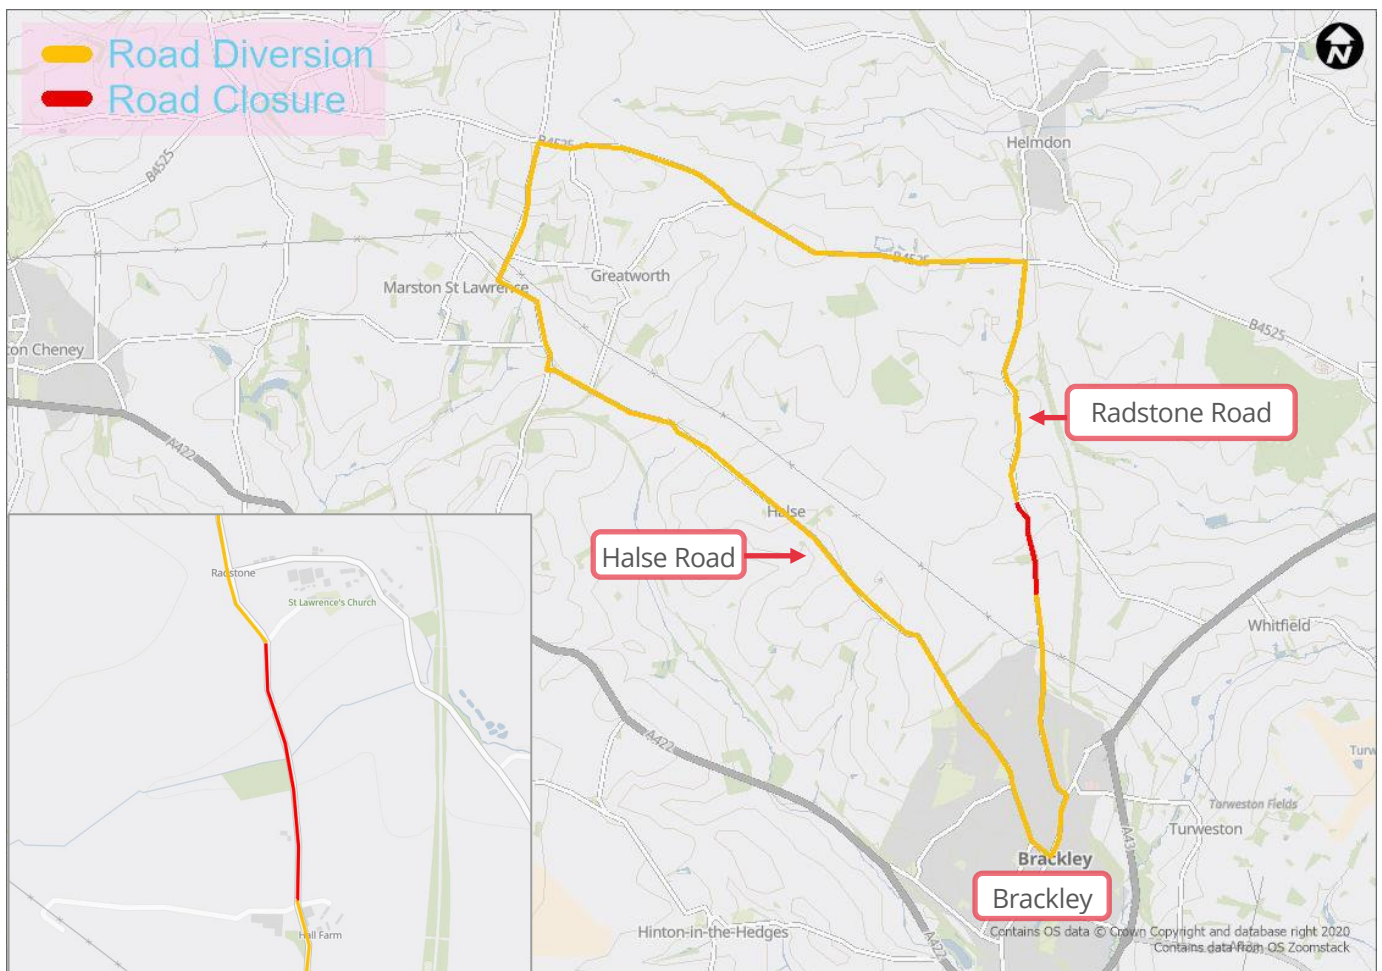 Road Diversion
Road Closure
N
B4525
Helmdon
B4525
Greatworth
Marston St Lawrence
B4525
B4525
ton Cheney
A422
Radstone Road
Halse
Halse Road
Radstone
St Lawrence's Church
Whitfield
A422
Turw
Turweston Fields
Turweston
A43
Brackley
Brackley
Hall Farm
Hinton-in-the-Hedges
A422
Contains OS data © Crown Copyright and database right 2020
Contains data from OS Zoomstack